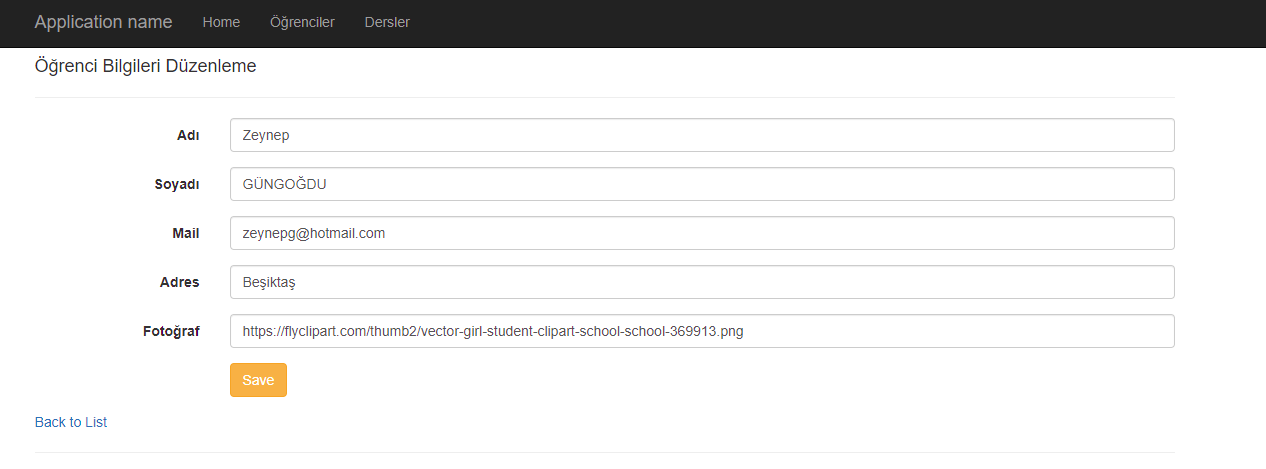 Application name Home Öğrenciler Dersler
Öğrenci Bilgileri Düzenleme
Adı Zeynep
Soyadı GÜNGOĞDU
Mail zeynepg@hotmail.com
Adres Beşiktaş
Fotoğraf https://flyclipart.com/thumb2/vector-girl-student-clipart-school-school-369913.png
Save
Back to List